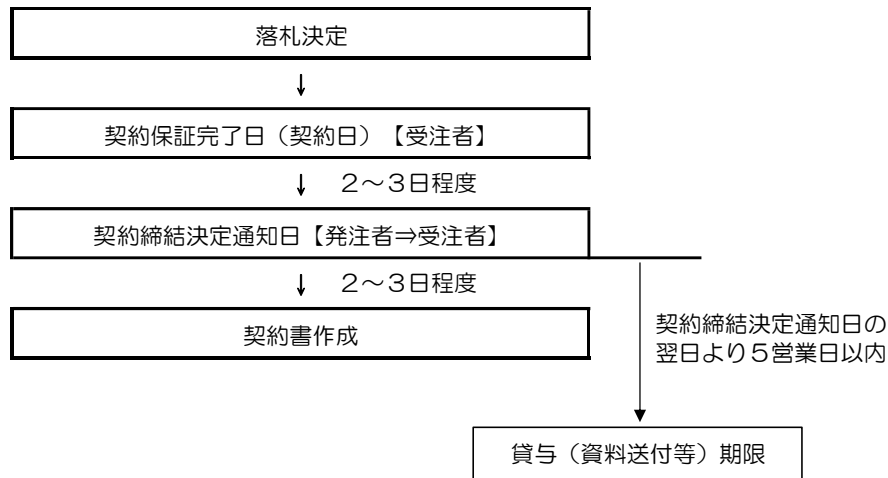 落札決定
↓
契約保証完了日（契約日）【受注者】
↓ ２～３日程度
契約締結決定通知日【発注者⇒受注者】
↓ ２～３日程度
契約書作成
契約締結決定通知日の
翌日より５営業日以内
貸与（資料送付等）期限